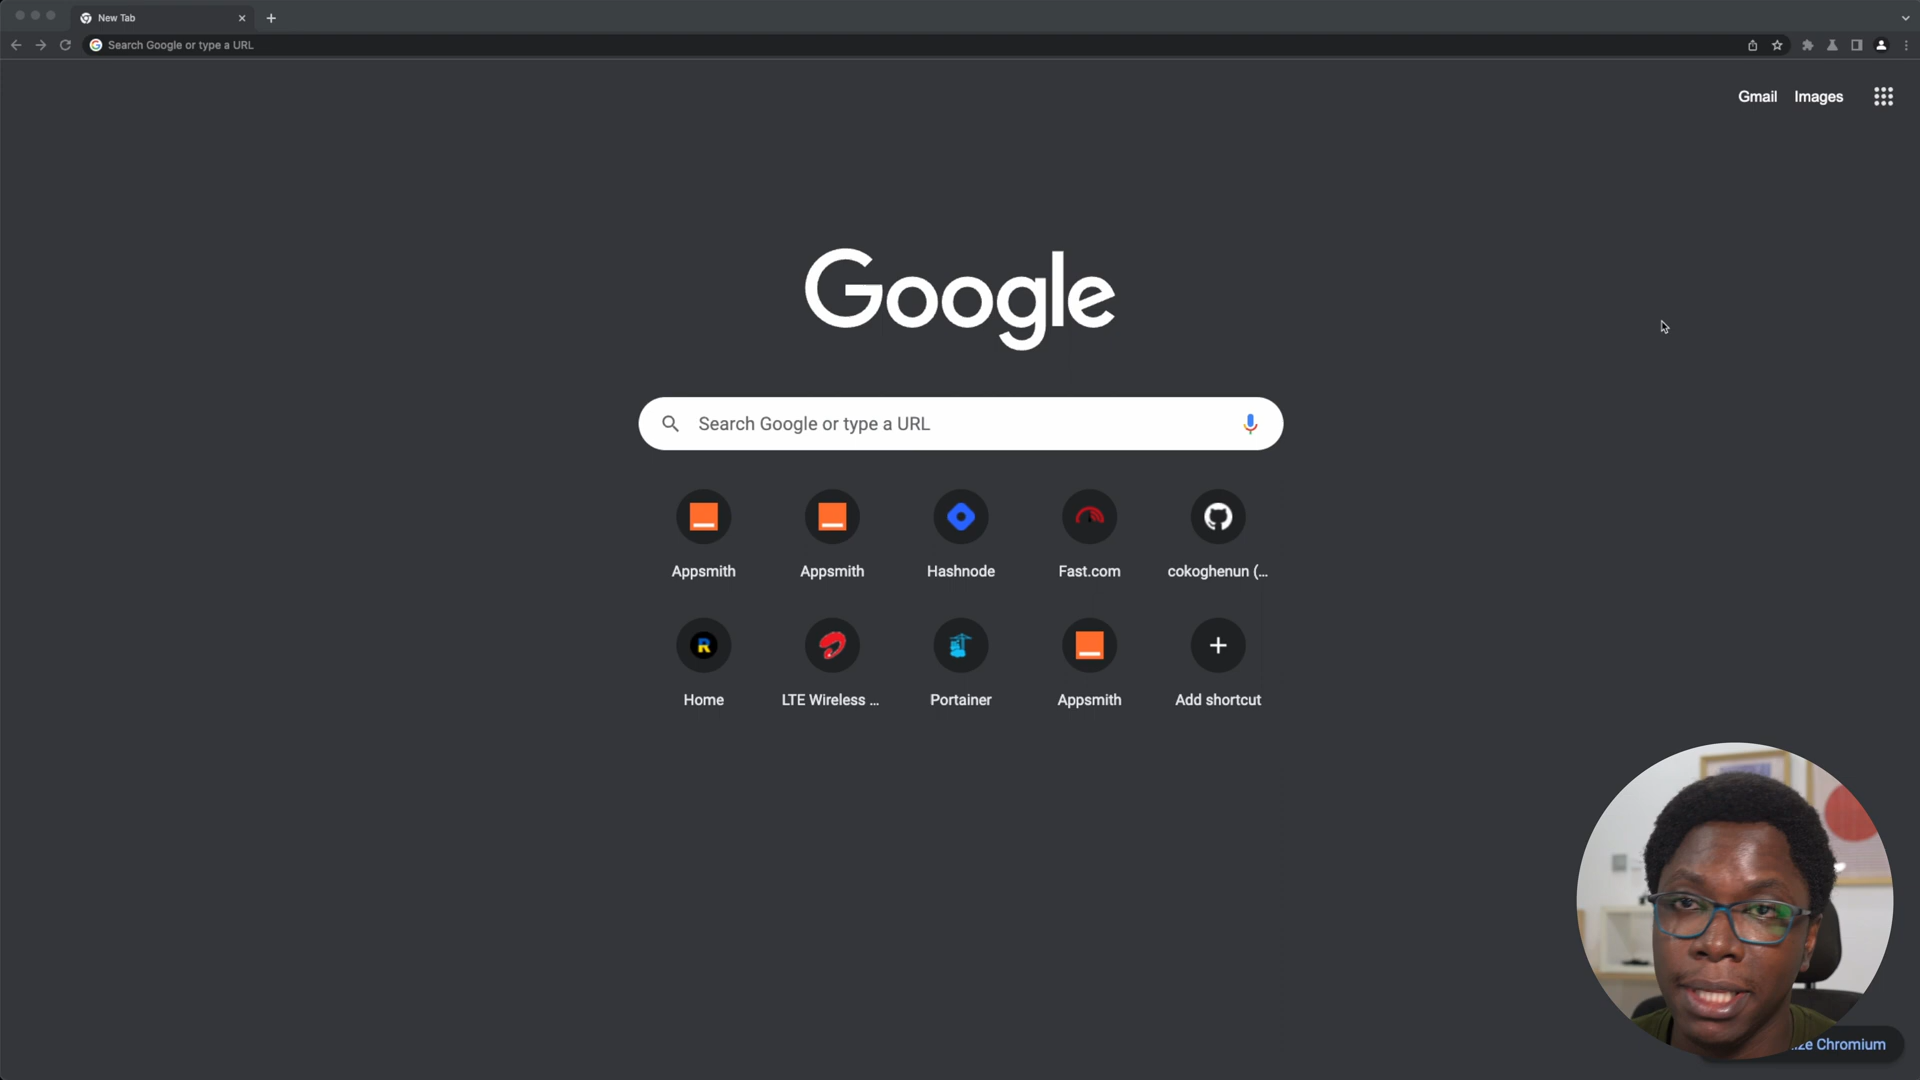 New Tab
Search Google or type a URL
Gmail Images
Google
Search Google or type a URL
Appsmith Appsmith Hashnode Fast.com cokoghenun (...
R
Home LTE Wireless ... Portainer Appsmith Add shortcut
Chromium